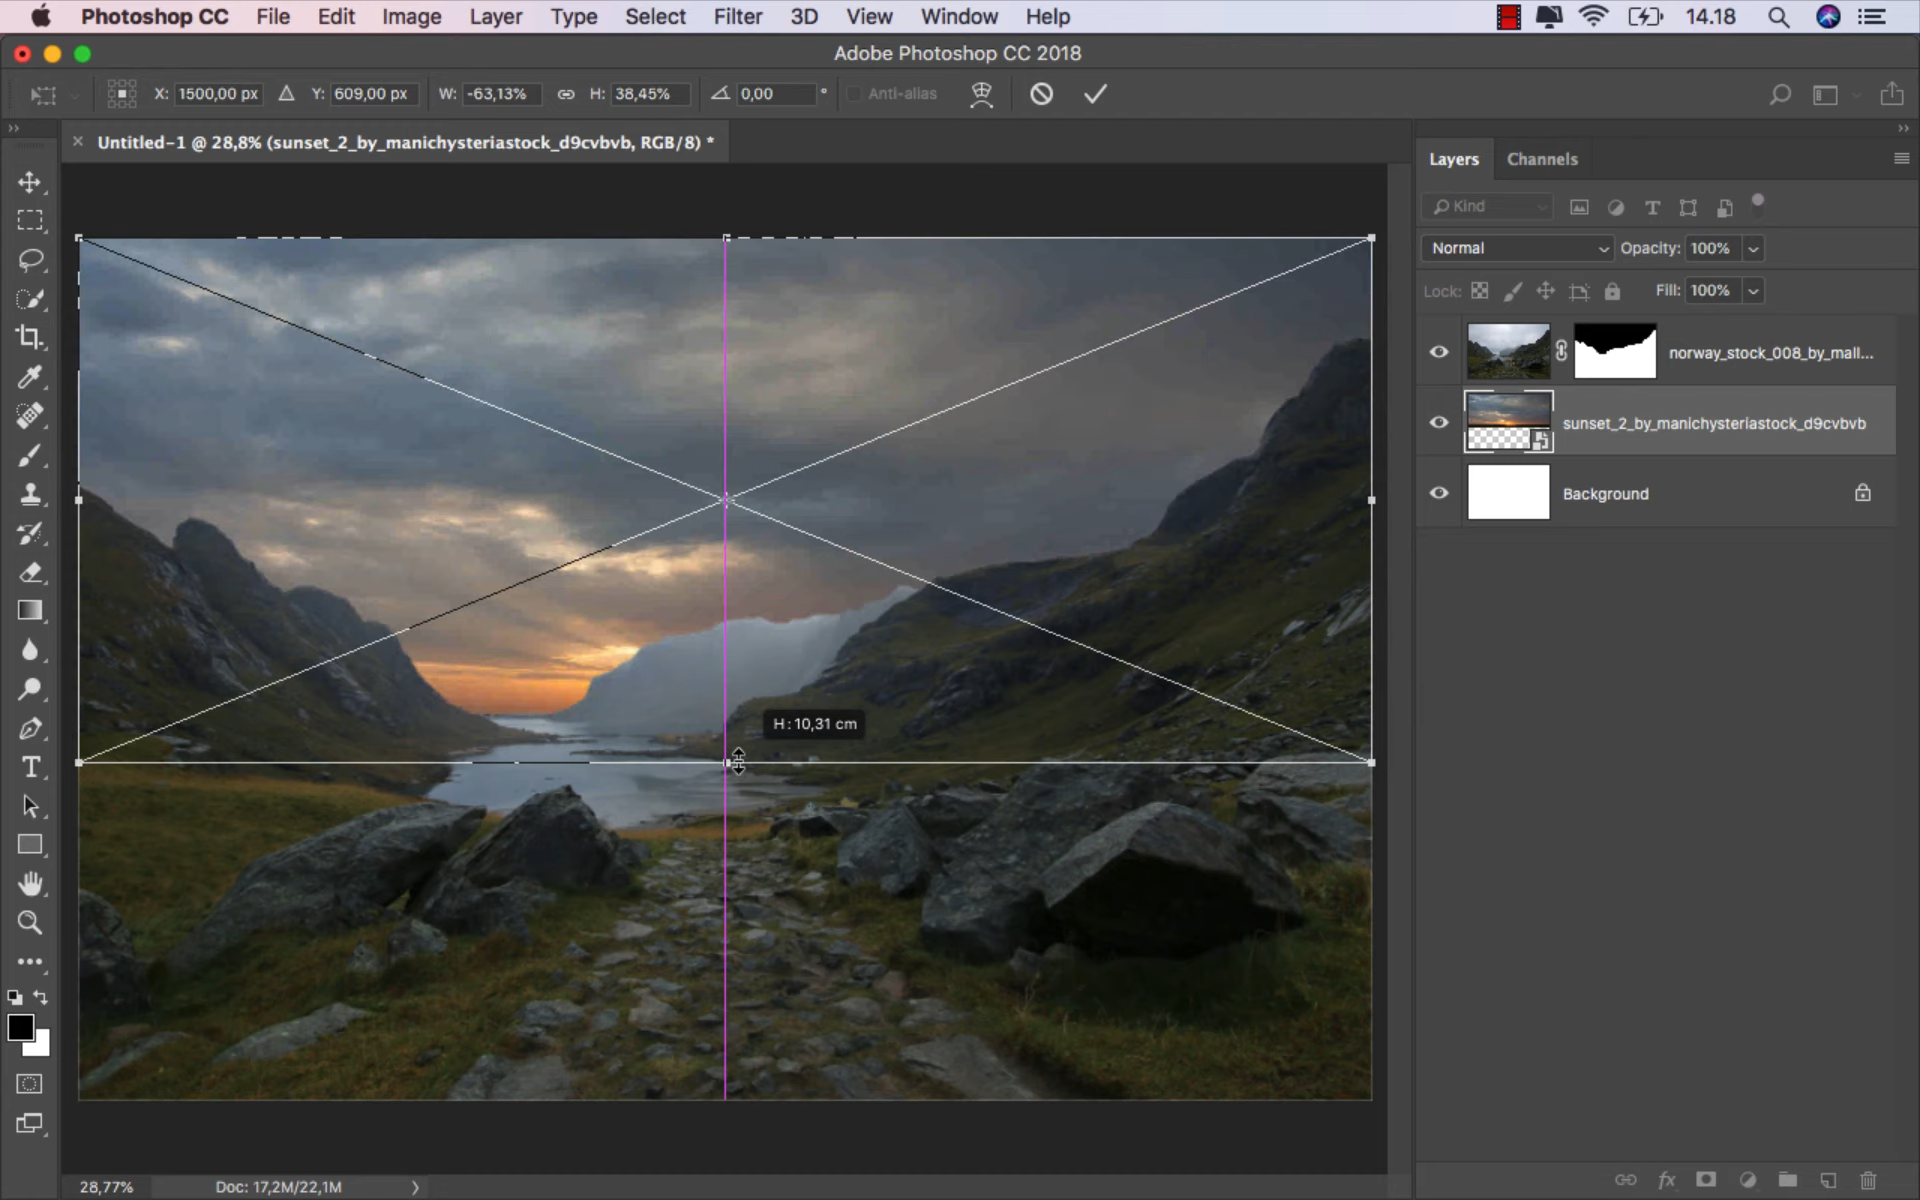 Photoshop CC File Edit Image Layer Type Select Filter 3D View Window Help 14.18
Adobe Photoshop CC 2018
X: 1500,00 px Y: 609,00 px W: -63,13% H: 38,45% 0,00 ° Anti-alias
Untitled-1 @ 28,8% (sunset_2_by_manichysteriastock_d9cvbvb, RGB/8) *
Layers Channels
Kind
Normal Opacity: 100%
Lock: Fill: 100%
norway_stock_008_by_mall...
sunset_2_by_manichysteriastock_d9cvbvb
Background
H: 10,31 cm
28,77% Doc: 17,2M/22,1M